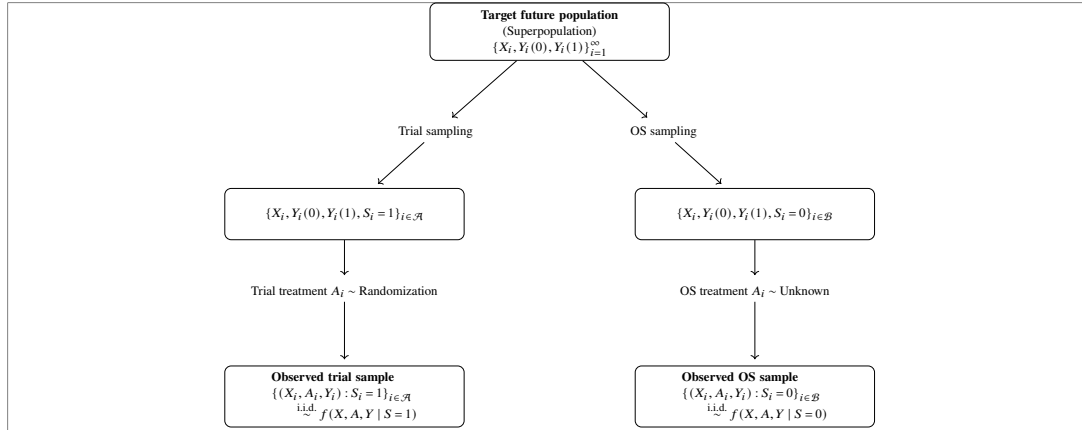 Target future population
(Superpopulation)
{X_i, Y_i(0), Y_i(1)}_{i=1}^∞
Trial sampling
OS sampling
{X_i, Y_i(0), Y_i(1), S_i = 1}_{i∈𝒜}
{X_i, Y_i(0), Y_i(1), S_i = 0}_{i∈ℬ}
Trial treatment A_i ~ Randomization
OS treatment A_i ~ Unknown
Observed trial sample
{(X_i, A_i, Y_i) : S_i = 1}_{i∈𝒜}
i.i.d.
~ f(X, A, Y | S = 1)
Observed OS sample
{(X_i, A_i, Y_i) : S_i = 0}_{i∈ℬ}
i.i.d.
~ f(X, A, Y | S = 0)